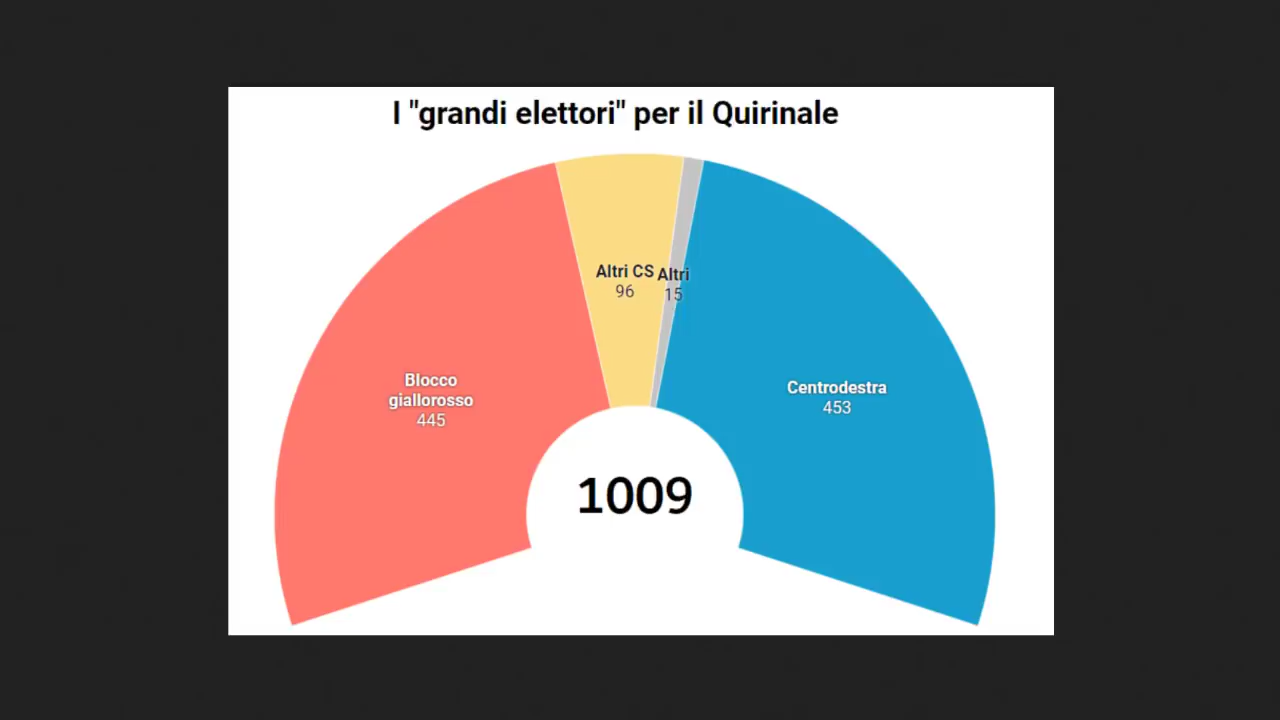 I "grandi elettori" per il Quirinale
Altri CS
96
Altri
15
Blocco
giallorosso
445
Centrodestra
453
1009